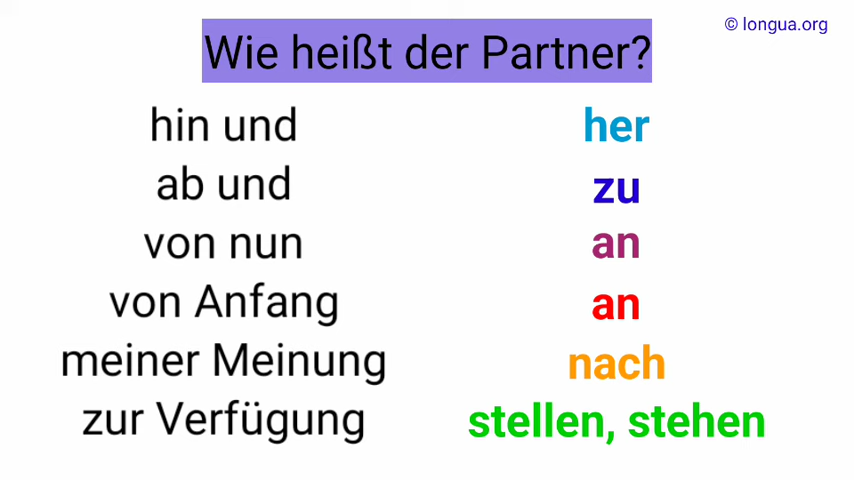 © longua.org
Wie heißt der Partner?
hin und her
ab und zu
von nun an
von Anfang an
meiner Meinung nach
zur Verfügung stellen, stehen